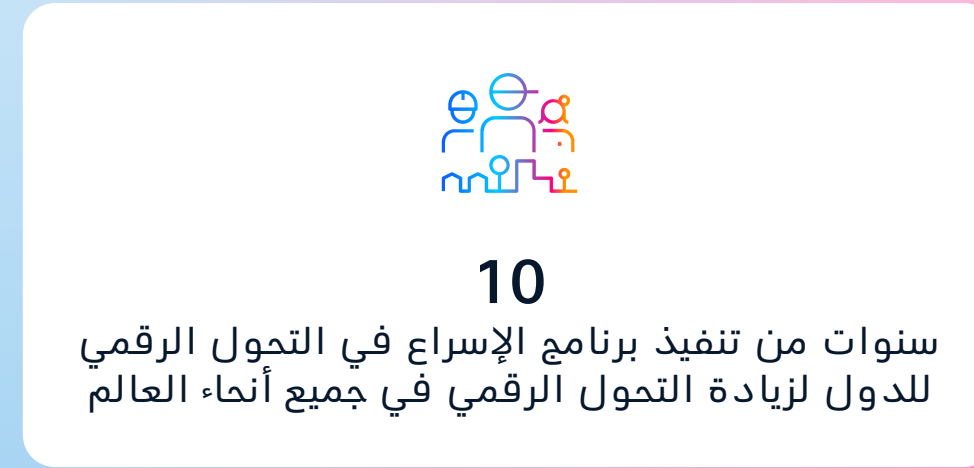 10
سنوات من تنفيذ برنامج الإسراع في التحول الرقمي
للدول لزيادة التحول الرقمي في جميع أنحاء العالم